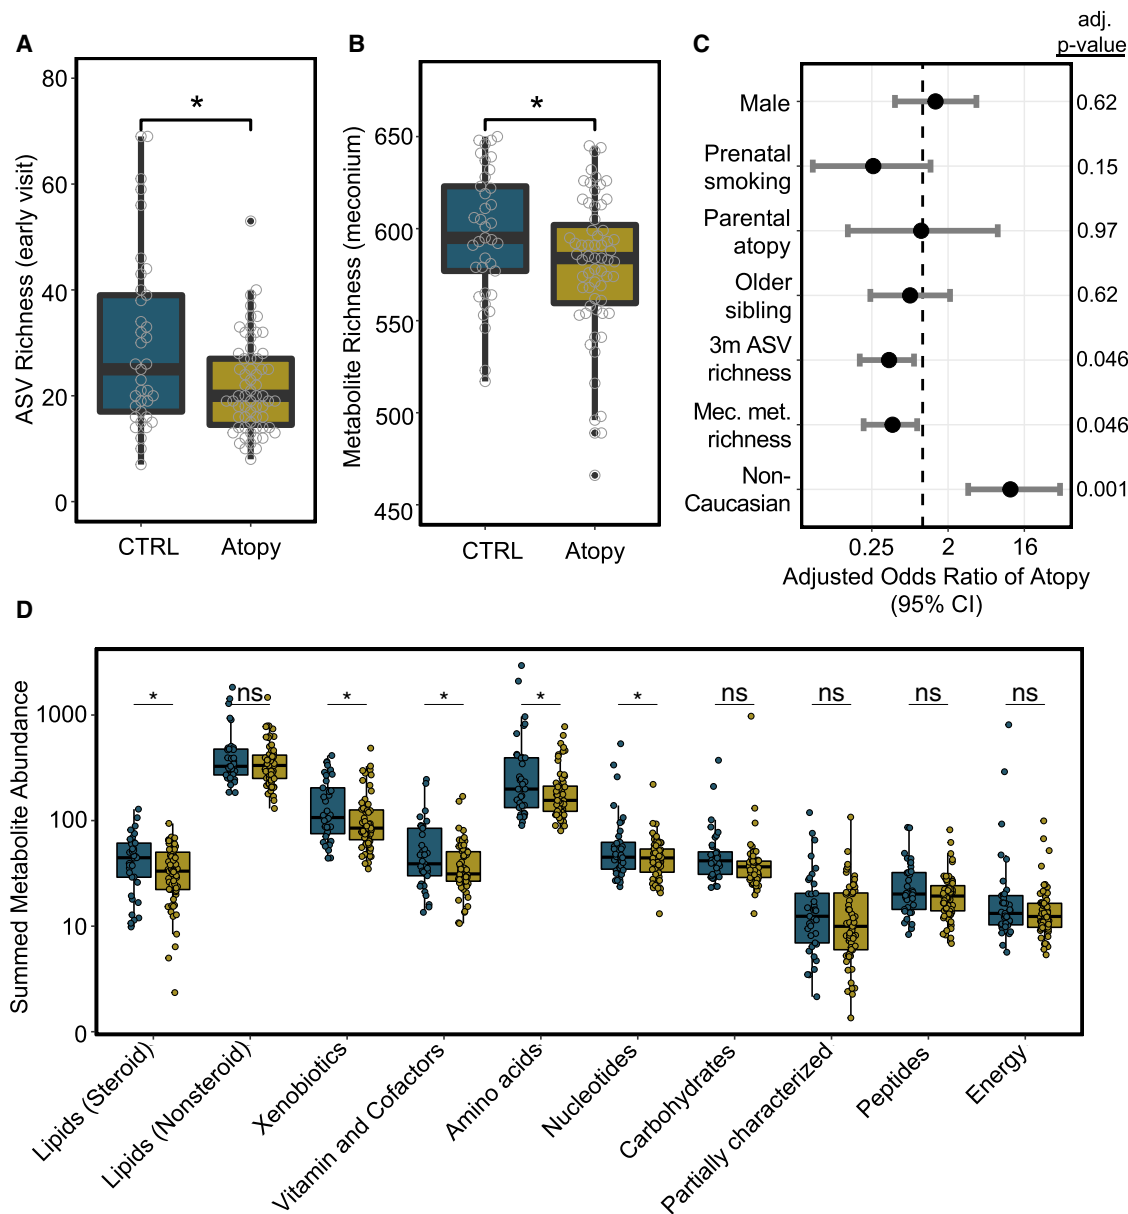 A
ASV Richness (early visit)
80
60
40
20
0
*
CTRL
Atopy
B
Metabolite Richness (meconium)
650
600
550
500
450
*
CTRL
Atopy
C
adj.
p-value
Male
0.62
Prenatal
smoking
0.15
Parental
atopy
0.97
Older
sibling
0.62
3m ASV
richness
0.046
Mec. met.
richness
0.046
Non-
Caucasian
0.001
0.25
2
16
Adjusted Odds Ratio of Atopy
(95% CI)
D
Summed Metabolite Abundance
1000
100
10
0
*
ns
*
*
*
*
ns
ns
ns
ns
Lipids (Steroid)
Lipids (Nonsteroid)
Xenobiotics
Vitamin and Cofactors
Amino acids
Nucleotides
Carbohydrates
Partially characterized
Peptides
Energy